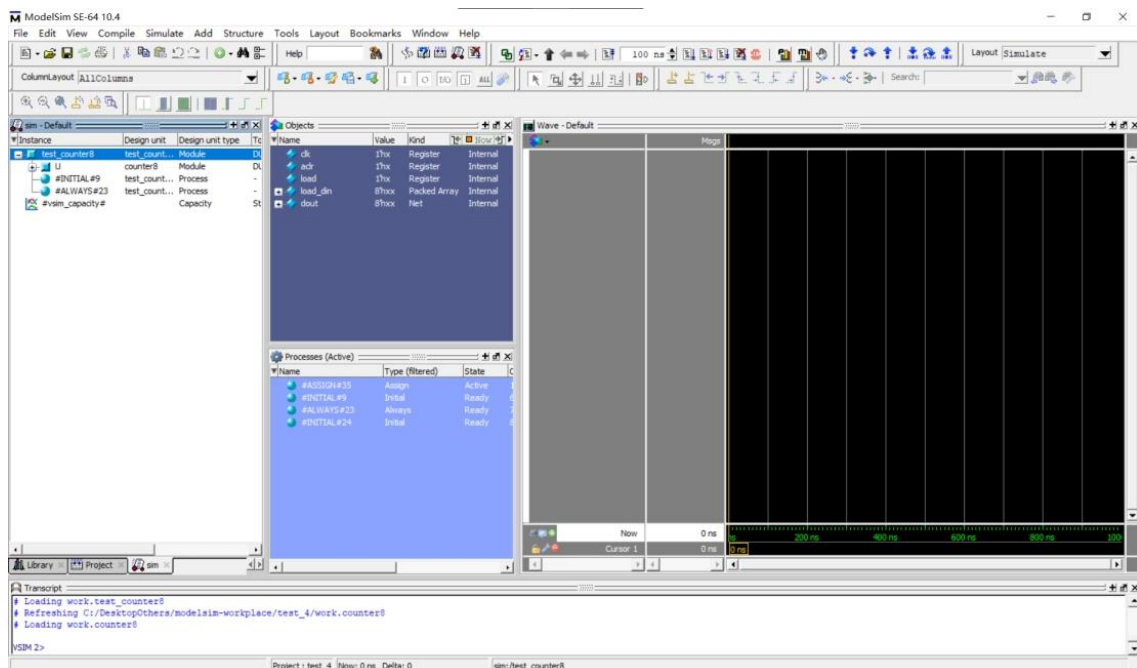 ModelSim SE-64 10.4
File Edit View Compile Simulate Add Structure Tools Layout Bookmarks Window Help
Help 100 ns Layout Simulate
ColumnLayout AllColumns Search:
sim - Default
Instance Design unit Design unit type
test_counter8 test_count... Module DU
U counter8 Module DU
#INITIAL#9 test_count... Process -
#ALWAYS#23 test_count... Process -
#vsim_capacity# Capacity St
Library Project sim
Objects
Name Value Kind Now
clk 1'hx Register Internal
load 1'hx Register Internal
load_din 8'hxx Packed Array Internal
dout 8'hxx Net Internal
Processes (Active)
Name Type (filtered) State
#ASSIGN#35 Assign Active
#INITIAL#9 Initial Ready
#ALWAYS#23 Always Ready
#INITIAL#24 Initial Ready
Wave - Default
Msgs
Now 0 ns
Cursor 1 0 ns
200 ns 400 ns 600 ns 800 ns 100
0 ns
Transcript
# Loading work.test_counter8
# Refreshing C:/DesktopOthers/modelsim-workplace/test_4/work.counter8
# Loading work.counter8
VSIM 2>
Project : test_4 Now: 0 ns Delta: 0 sim:/test_counter8